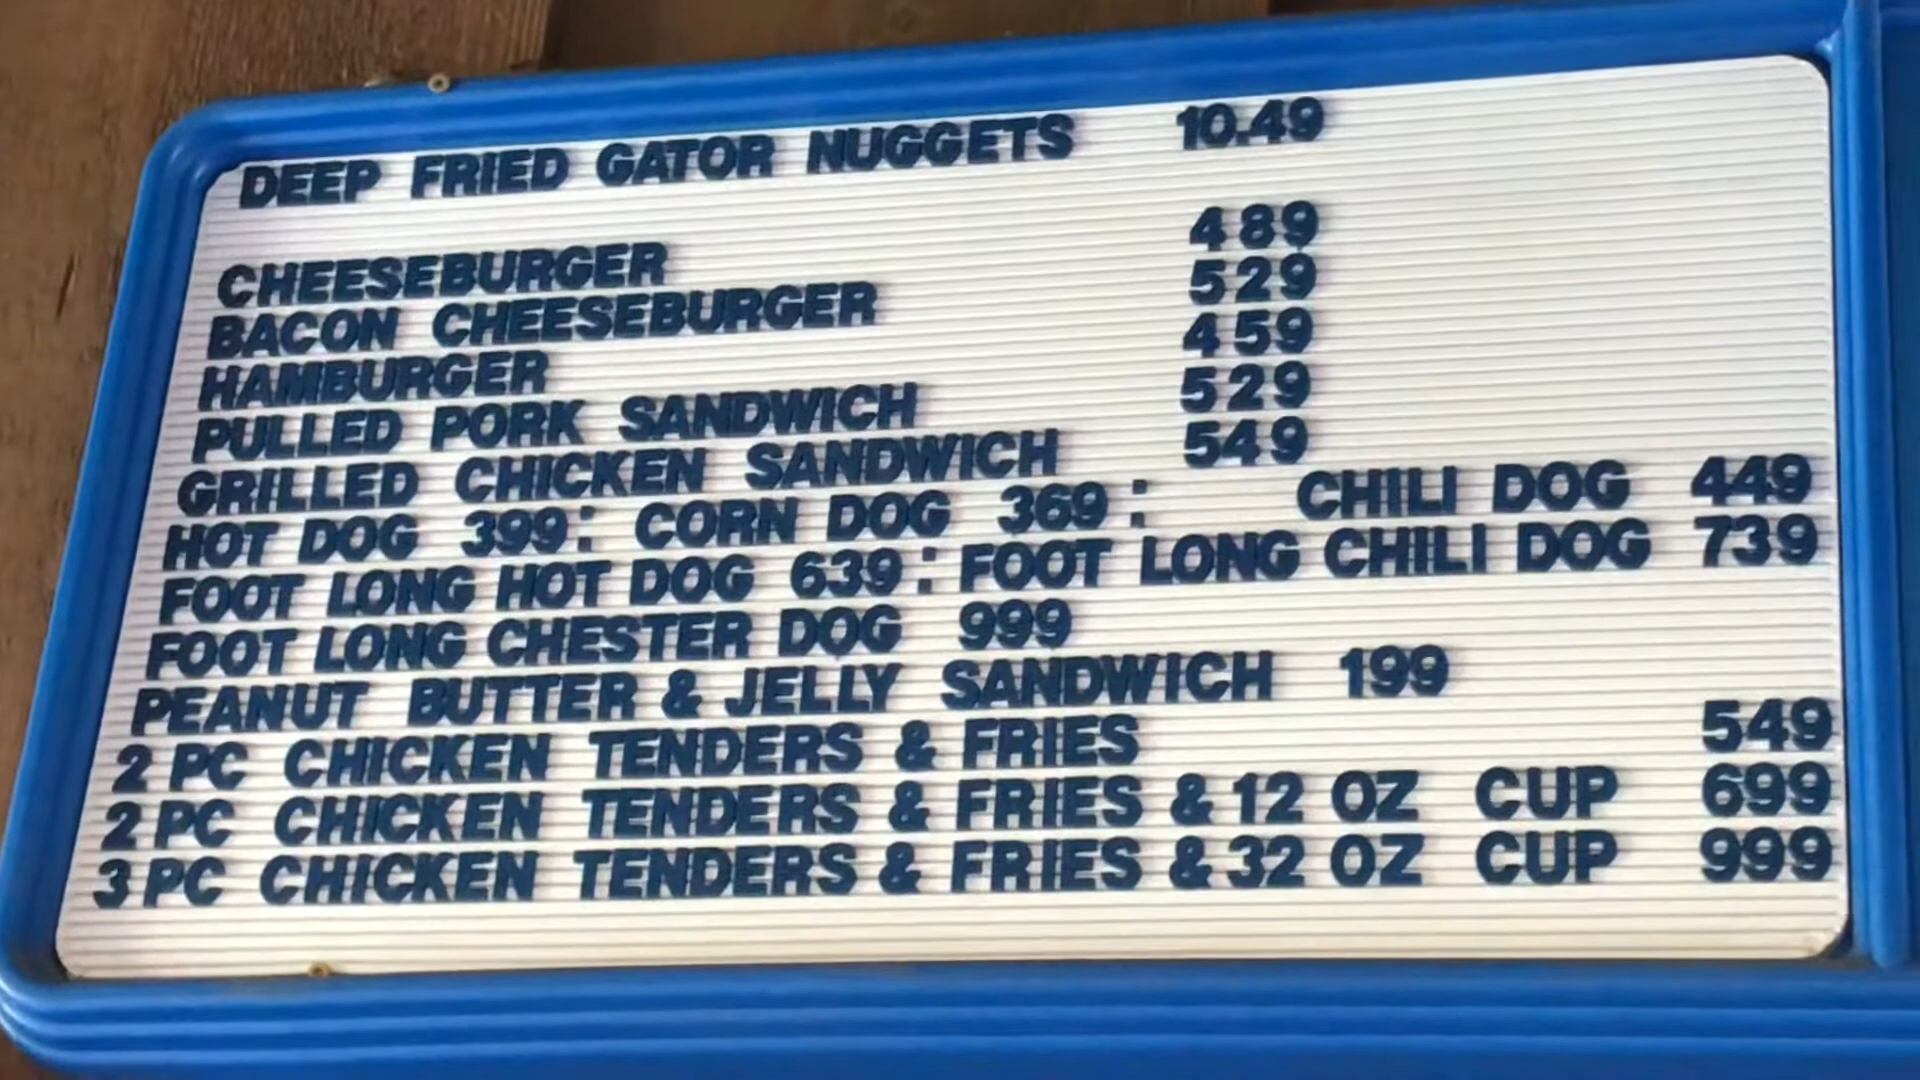 DEEP FRIED GATOR NUGGETS 10.49
CHEESEBURGER 489
BACON CHEESEBURGER 529
HAMBURGER 459
PULLED PORK SANDWICH 529
GRILLED CHICKEN SANDWICH 549
HOT DOG 399: CORN DOG 369: CHILI DOG 449
FOOT LONG HOT DOG 639: FOOT LONG CHILI DOG 739
FOOT LONG CHESTER DOG 999
PEANUT BUTTER & JELLY SANDWICH 199
2 PC CHICKEN TENDERS & FRIES 549
2 PC CHICKEN TENDERS & FRIES & 12 OZ CUP 699
3 PC CHICKEN TENDERS & FRIES & 32 OZ CUP 999